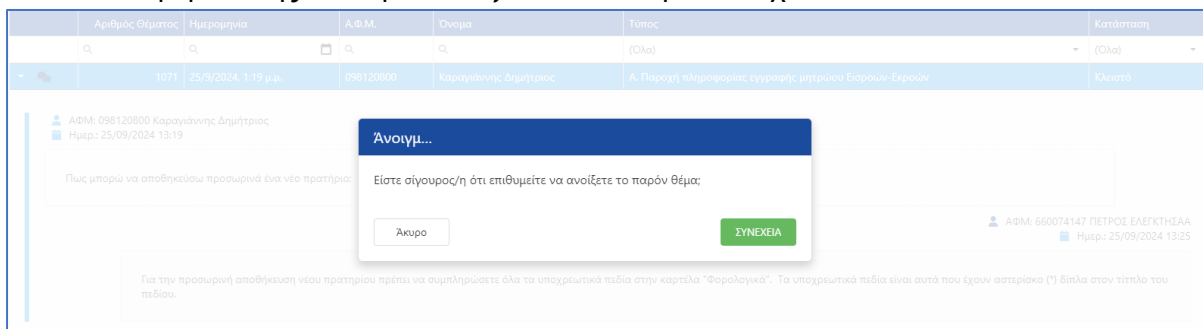 Αριθμός Θέματος Ημερομηνία Α.Φ.Μ. Όνομα Τύπος Κατάσταση
(Όλα) (Όλα)
1071 25/9/2024, 1:19 μ.μ. 098120800 Καραγιάννης Δημήτριος Α. Παροχή πληροφορίας εγγραφής μητρώου Εισροών-Εκροών Κλειστό
ΑΦΜ: 098120800 Καραγιάννης Δημήτριος
Ημερ.: 25/09/2024 13:19
Άνοιγμ...
Πως μπορώ να αποθηκεύσω προσωρινά ένα νέο πρατήριο
Είστε σίγουρος/η ότι επιθυμείτε να ανοίξετε το παρόν θέμα;
Άκυρο ΣΥΝΕΧΕΙΑ
ΑΦΜ: 660074147 ΠΕΤΡΟΣ ΕΛΕΓΚΤΗΣΑΑ
Ημερ.: 25/09/2024 13:25
Για την προσωρινή αποθήκευση νέου πρατηρίου πρέπει να συμπληρώσετε όλα τα υποχρεωτικά πεδία στην καρτέλα "Φορολογικά". Τα υποχρεωτικά πεδία είναι αυτά που έχουν αστερίσκο (*) δίπλα στον τίτπλο του
πεδίου.